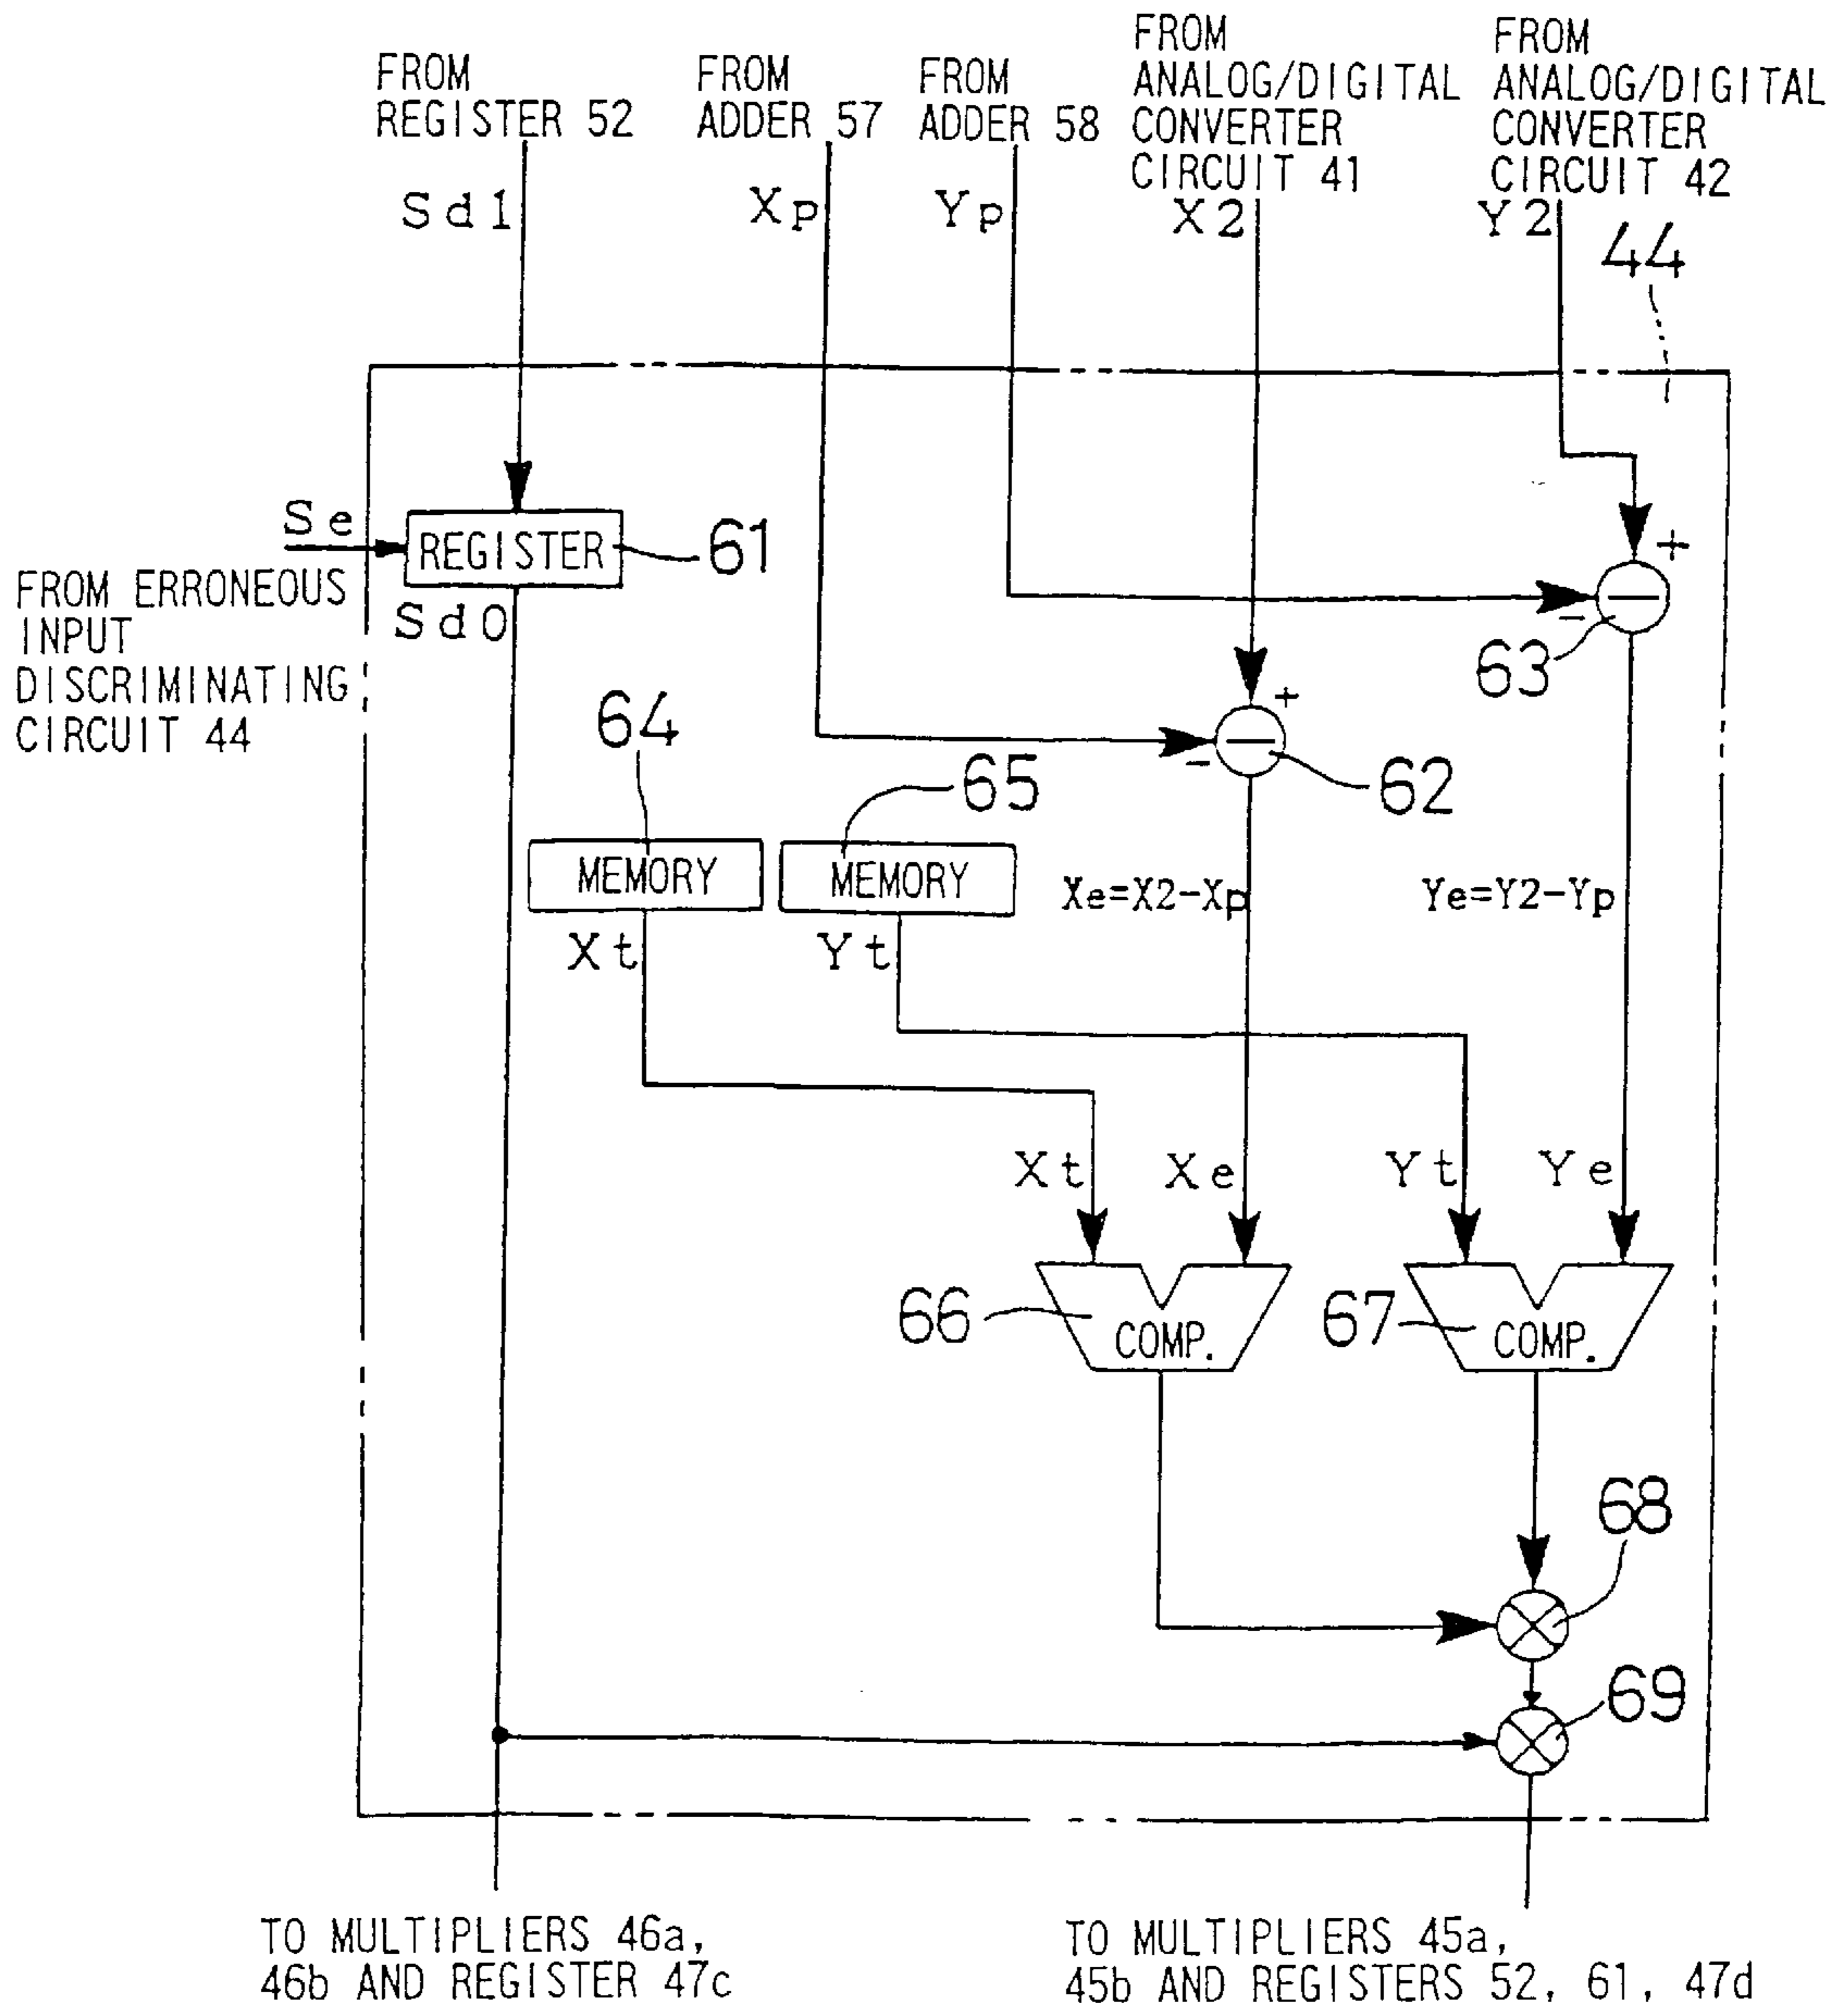 FROM
REGISTER 52
FROM
ADDER 57
FROM
ADDER 58
FROM
ANALOG/DIGITAL
CONVERTER
CIRCUIT 41
FROM
ANALOG/DIGITAL
CONVERTER
CIRCUIT 42
Sd1
Xp
Yp
X2
Y2
44
Se
REGISTER
61
FROM ERRONEOUS
INPUT
DISCRIMINATING
CIRCUIT 44
Sd0
+
-
63
+
-
62
64
65
MEMORY
MEMORY
Xe=X2-Xp
Ye=Y2-Yp
Xt
Yt
Xt
Xe
Yt
Ye
66
COMP.
67
COMP.
68
69
TO MULTIPLIERS 46a,
46b AND REGISTER 47c
TO MULTIPLIERS 45a,
45b AND REGISTERS 52, 61, 47d